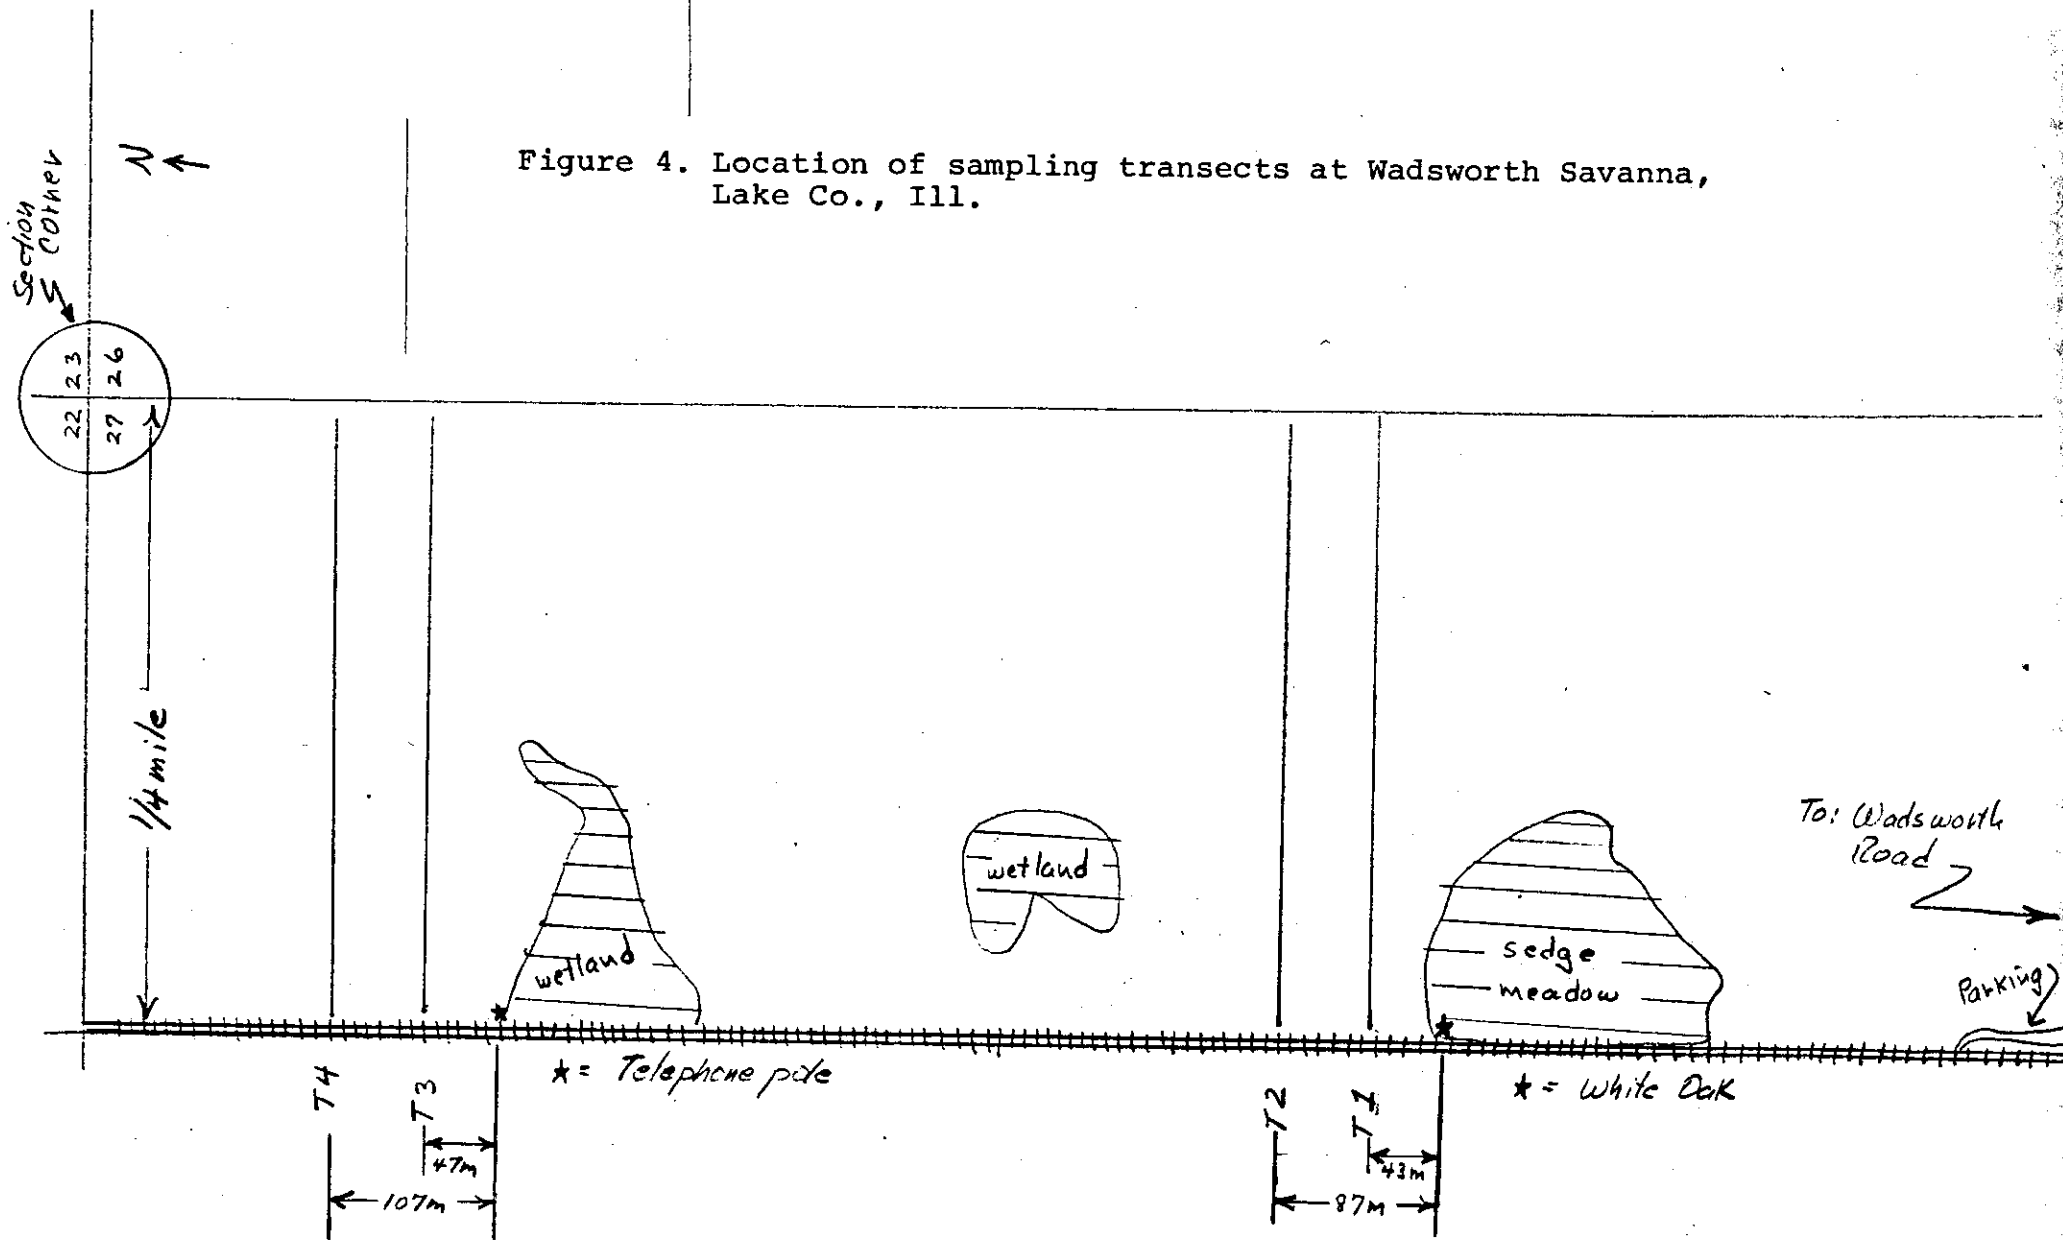 Figure 4. Location of sampling transects at Wadsworth Savanna,
Lake Co., Ill.
N
Section
Corner
23 26
22 27
1/4 mile
wetland
wetland
sedge
meadow
To: Wadsworth
Road
Parking
* = Telephone pole
* = White Oak
T4
T3
T2
T1
47m
107m
43m
87m